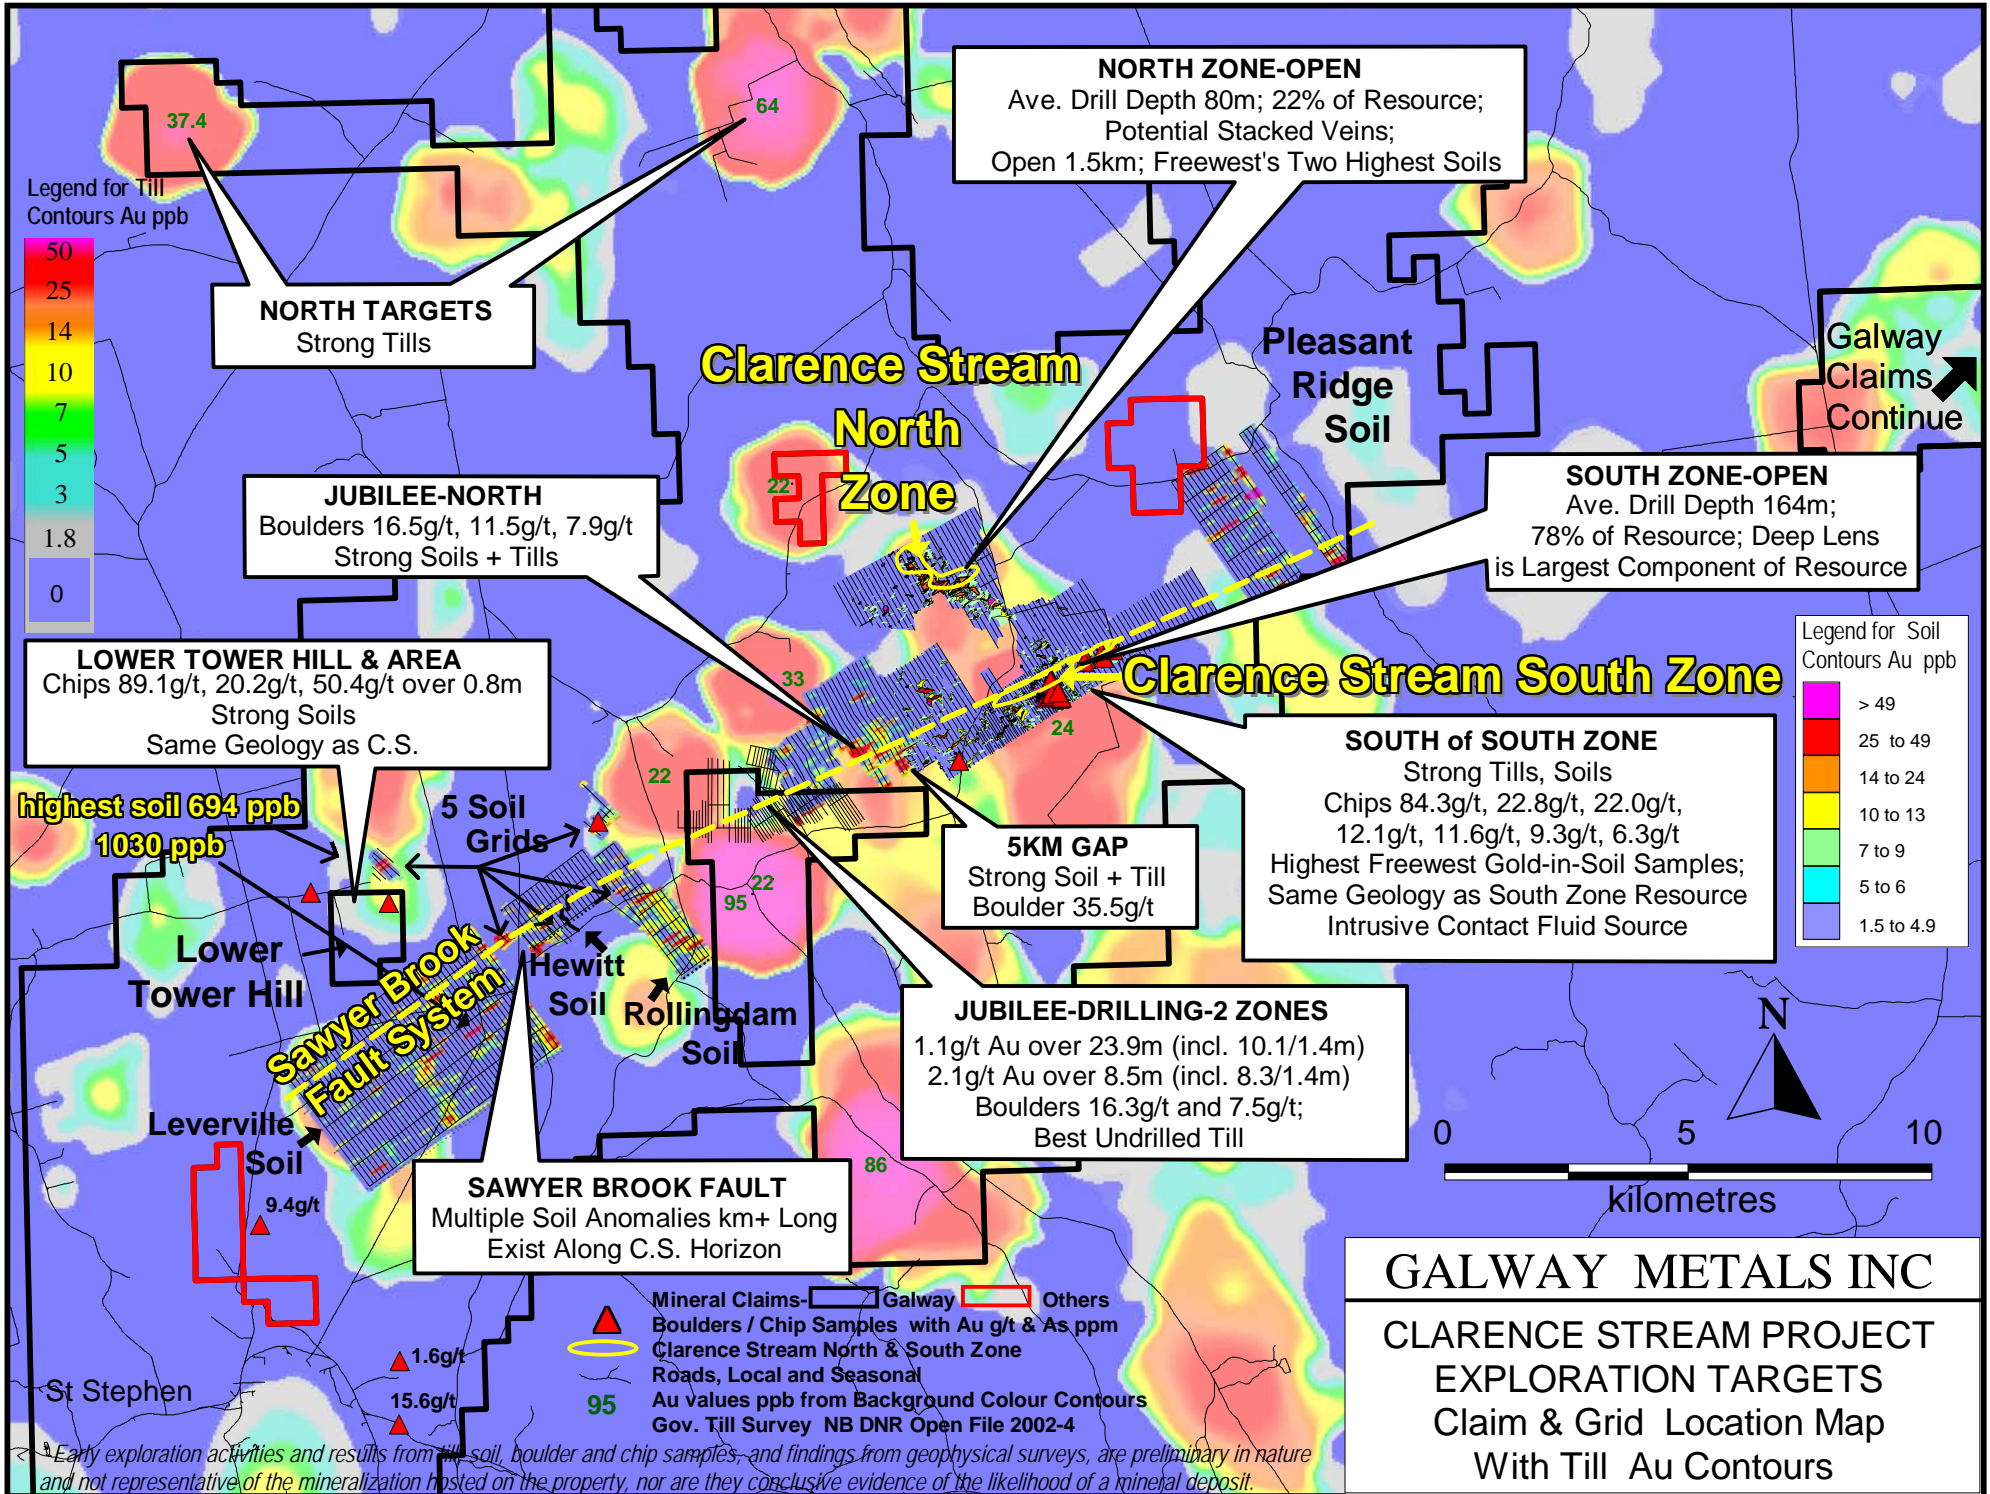 NORTH ZONE-OPEN
Ave. Drill Depth 80m; 22% of Resource;
Potential Stacked Veins;
Open 1.5km; Freewest's Two Highest Soils
37.4
64
Legend for Till
Contours Au ppb
50
25
14
10
7
5
3
1.8
0
NORTH TARGETS
Strong Tills
Clarence Stream
North
Zone
Pleasant
Ridge
Soil
Galway
Claims
Continue
JUBILEE-NORTH
Boulders 16.5g/t, 11.5g/t, 7.9g/t
Strong Soils + Tills
22
SOUTH ZONE-OPEN
Ave. Drill Depth 164m;
78% of Resource; Deep Lens
is Largest Component of Resource
LOWER TOWER HILL & AREA
Chips 89.1g/t, 20.2g/t, 50.4g/t over 0.8m
Strong Soils
Same Geology as C.S.
33
Clarence Stream South Zone
24
Legend for Soil
Contours Au ppb
> 49
25 to 49
14 to 24
10 to 13
7 to 9
5 to 6
1.5 to 4.9
SOUTH of SOUTH ZONE
Strong Tills, Soils
Chips 84.3g/t, 22.8g/t, 22.0g/t,
12.1g/t, 11.6g/t, 9.3g/t, 6.3g/t
Highest Freewest Gold-in-Soil Samples;
Same Geology as South Zone Resource
Intrusive Contact Fluid Source
22
highest soil 694 ppb
1030 ppb
5 Soil
Grids
5KM GAP
Strong Soil + Till
Boulder 35.5g/t
22
95
Lower
Tower Hill
Sawyer Brook
Fault System
Hewitt
Soil
Rollingdam
Soil
JUBILEE-DRILLING-2 ZONES
1.1g/t Au over 23.9m (incl. 10.1/1.4m)
2.1g/t Au over 8.5m (incl. 8.3/1.4m)
Boulders 16.3g/t and 7.5g/t;
Best Undrilled Till
N
0 5 10
kilometres
Leverville
Soil
86
SAWYER BROOK FAULT
Multiple Soil Anomalies km+ Long
Exist Along C.S. Horizon
9.4g/t
1.6g/t
15.6g/t
St Stephen
Mineral Claims- Galway Others
Boulders / Chip Samples with Au g/t & As ppm
Clarence Stream North & South Zone
Roads, Local and Seasonal
95 Au values ppb from Background Colour Contours
Gov. Till Survey NB DNR Open File 2002-4
GALWAY METALS INC
CLARENCE STREAM PROJECT
EXPLORATION TARGETS
Claim & Grid Location Map
With Till Au Contours
1 Early exploration activities and results from till, soil, boulder and chip samples, and findings from geophysical surveys, are preliminary in nature
and not representative of the mineralization hosted on the property, nor are they conclusive evidence of the likelihood of a mineral deposit.